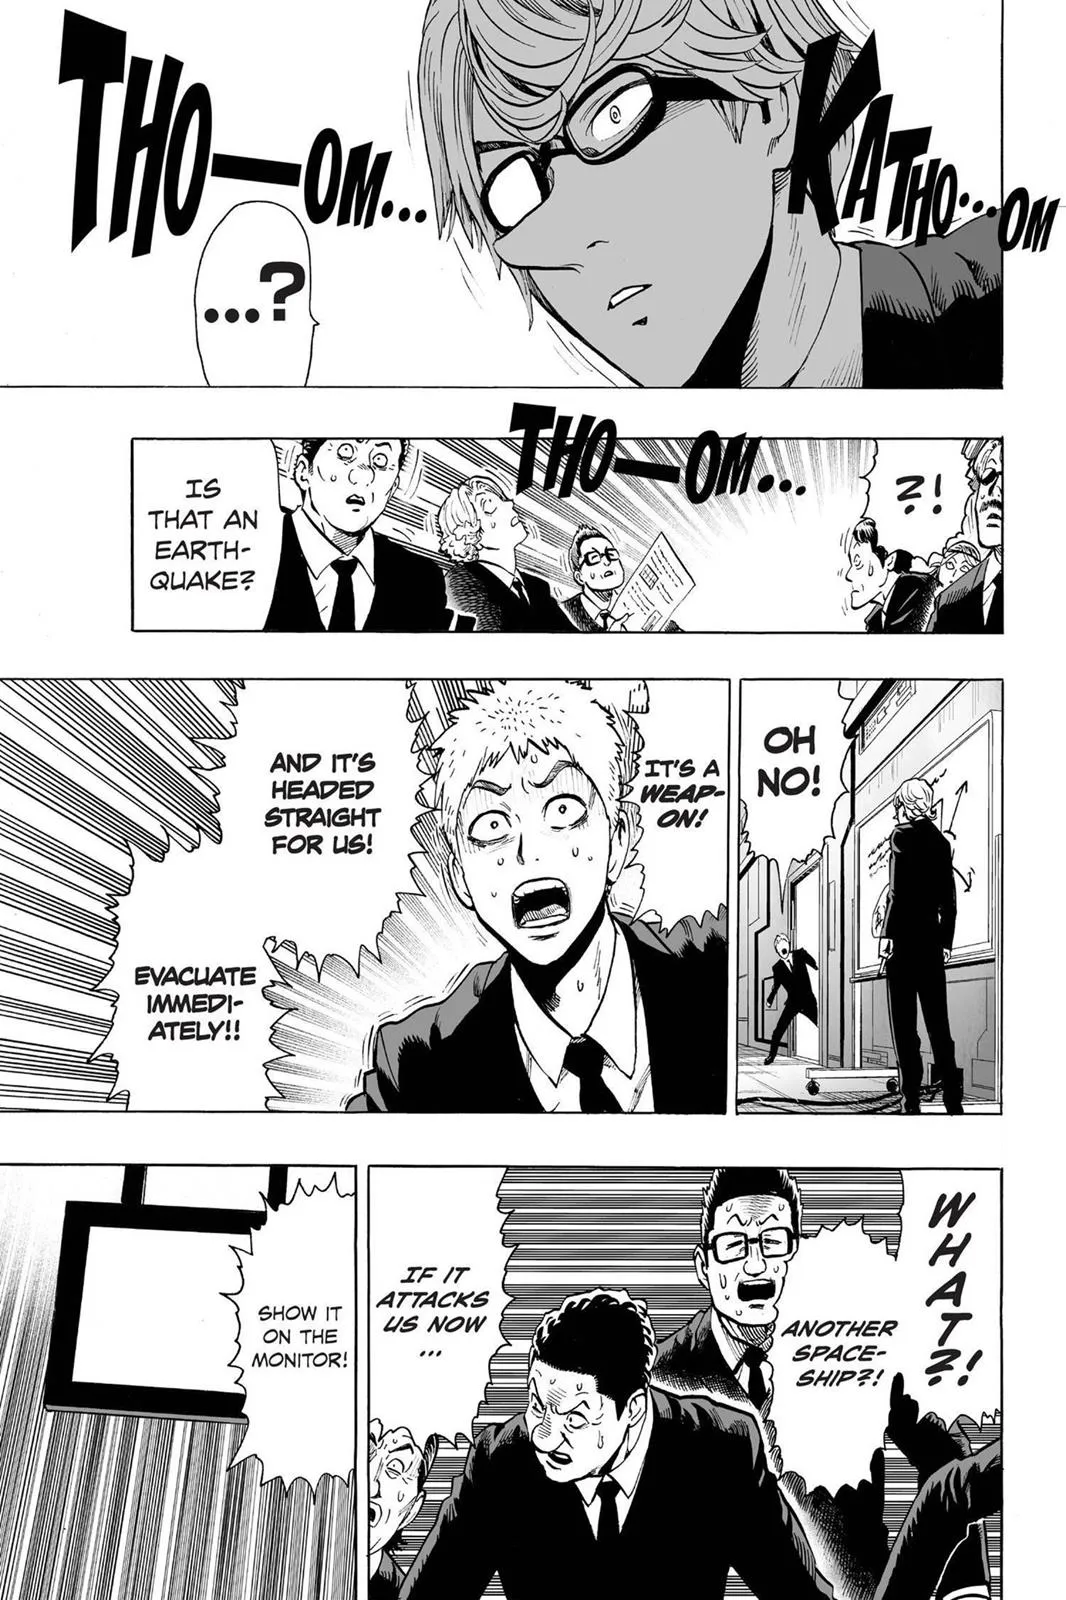 KATHO...OM
THO—OM...
...?
?!
THO—OM...
IS
THAT AN
EARTH-
QUAKE?
OH
NO!
IT'S A
WEAP-
ON!
AND IT'S
HEADED
STRAIGHT
FOR US!
EVACUATE
IMMEDI-
ATELY!!
WHAT?!
ANOTHER
SPACE-
SHIP?!
IF IT
ATTACKS
US NOW
...
SHOW IT
ON THE
MONITOR!